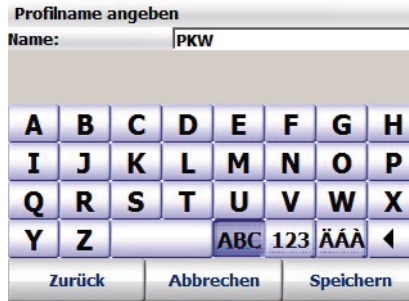 Profilname angeben
Name: PKW
A B C D E F G H
I J K L M N O P
Q R S T U V W X
Y Z ABC 123 ÄÁÀ
Zurück Abbrechen Speichern